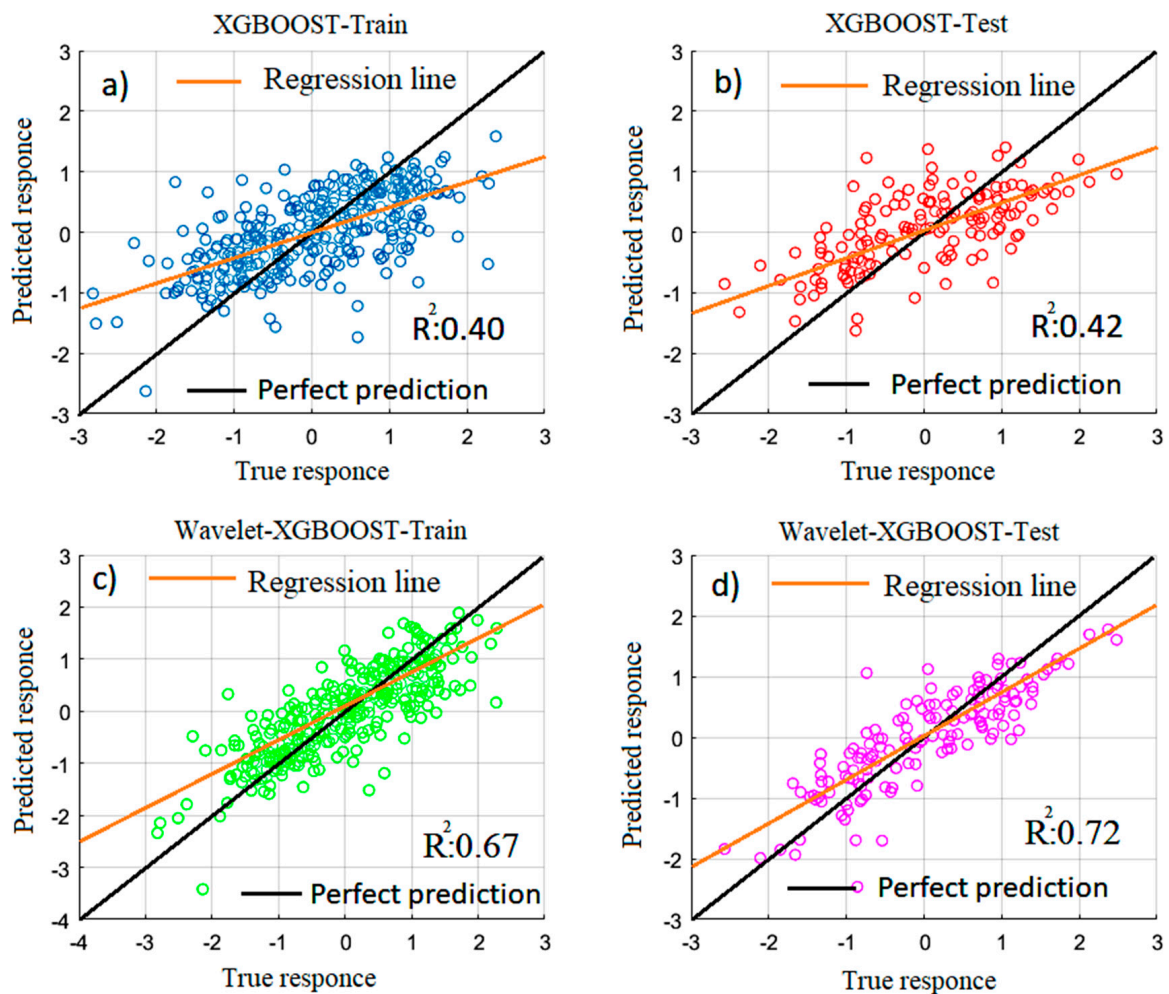 XGBOOST-Train
a)
Regression line
3
2
1
0
-1
-2
-3
Predicted responce
R²:0.40
Perfect prediction
-3 -2 -1 0 1 2 3
True responce
XGBOOST-Test
b)
Regression line
3
2
1
0
-1
-2
-3
Predicted responce
R²:0.42
Perfect prediction
-3 -2 -1 0 1 2 3
True responce
Wavelet-XGBOOST-Train
c)
Regression line
3
2
1
0
-1
-2
-3
-4
Predicted responce
R²:0.67
Perfect prediction
-4 -3 -2 -1 0 1 2 3
True responce
Wavelet-XGBOOST-Test
d)
Regression line
3
2
1
0
-1
-2
-3
Predicted responce
R²:0.72
Perfect prediction
-3 -2 -1 0 1 2 3
True responce